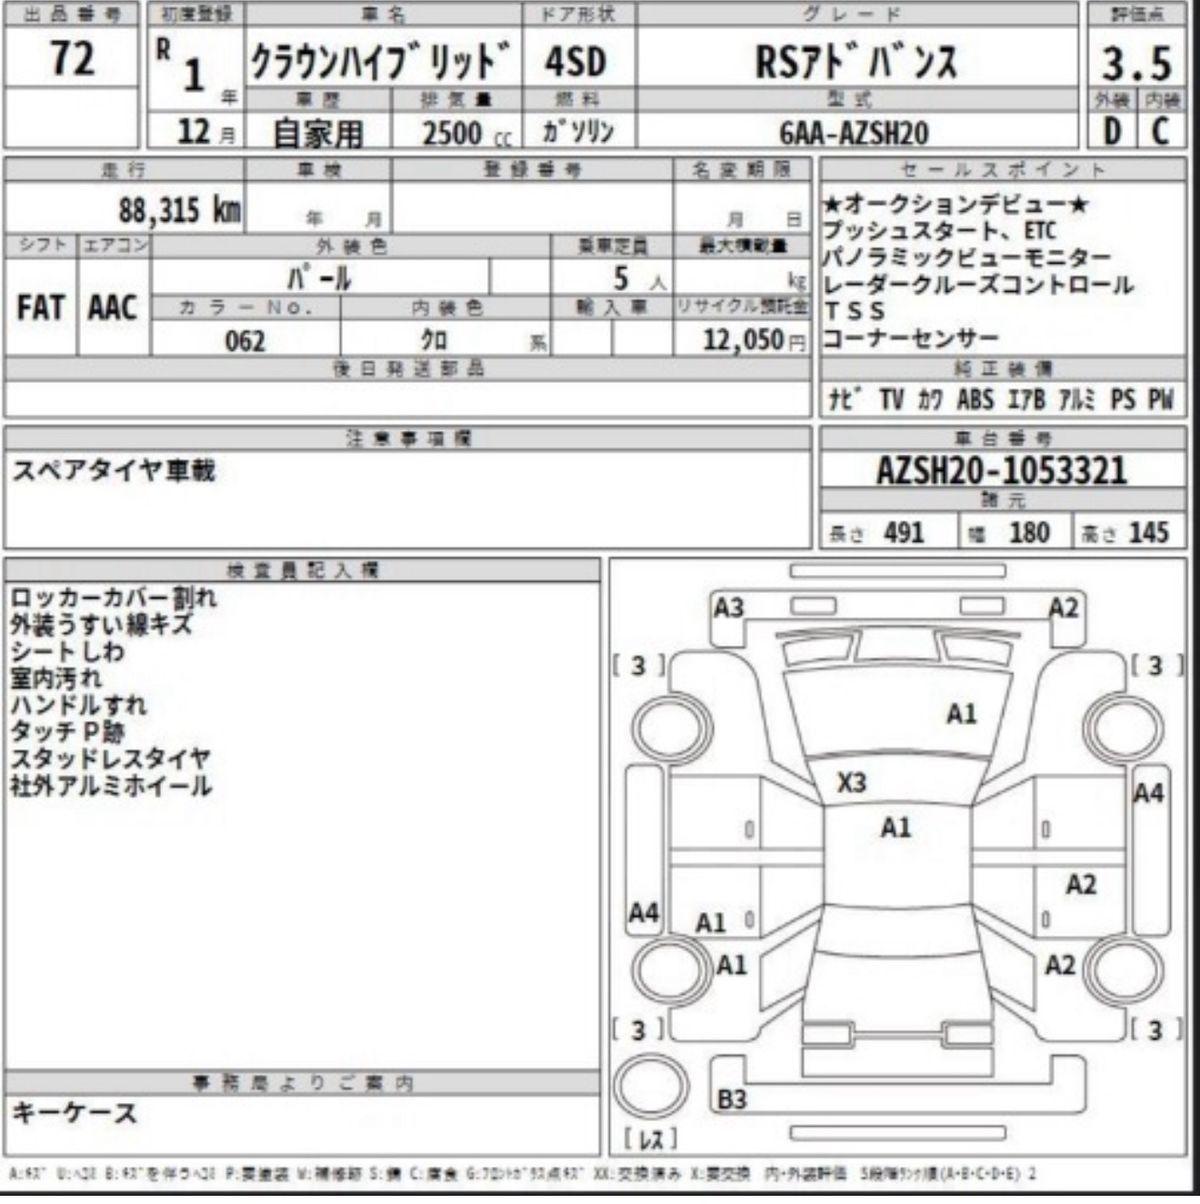 出品番号 初度登録 車名 ドア形状 グレード 評価点
72 R 1年 クラウンハイブリッド 4SD RSアドバンス 3.5
車歴 排気量 燃料 型式 外装 内装
12月 自家用 2500 cc ガソリン 6AA-AZSH20 D C
走行 車検 登録番号 名変期限 セールスポイント
88,315 km 年 月 月 日
★オークションデビュー★
プッシュスタート、ETC
パノラミックビューモニター
レーダークルーズコントロール
TSS
コーナーセンサー
シフト エアコン 外装色 乗車定員 最大積載量
FAT AAC パール 5 人 kg
カラーNo. 内装色 輸入車 リサイクル預託金
062 クロ 系 12,050円
後日発送部品
純正装備
ナビ TV カワ ABS エアB アルミ PS PW
注意事項欄
スペアタイヤ車載
車台番号
AZSH20-1053321
諸元
長さ 491 幅 180 高さ 145
検査員記入欄
ロッカーカバー割れ
外装うすい線キズ
シートしわ
室内汚れ
ハンドルすれ
タッチP跡
スタッドレスタイヤ
社外アルミホイール
A3 A2
[ 3 ] [ 3 ]
A1
X3
A4
A1
A2
A4 A1
A1 A2
[ 3 ] [ 3 ]
B3
[ レス ]
事務局よりご案内
キーケース
A:キズ U:ヘコミ B:キズを伴うヘコミ P:要塗装 W:補修跡 S:錆 C:腐食 G:フロントガラス点キズ XX:交換済み X:要交換 内・外装評価 5段階ランク順(A・B・C・D・E) 2